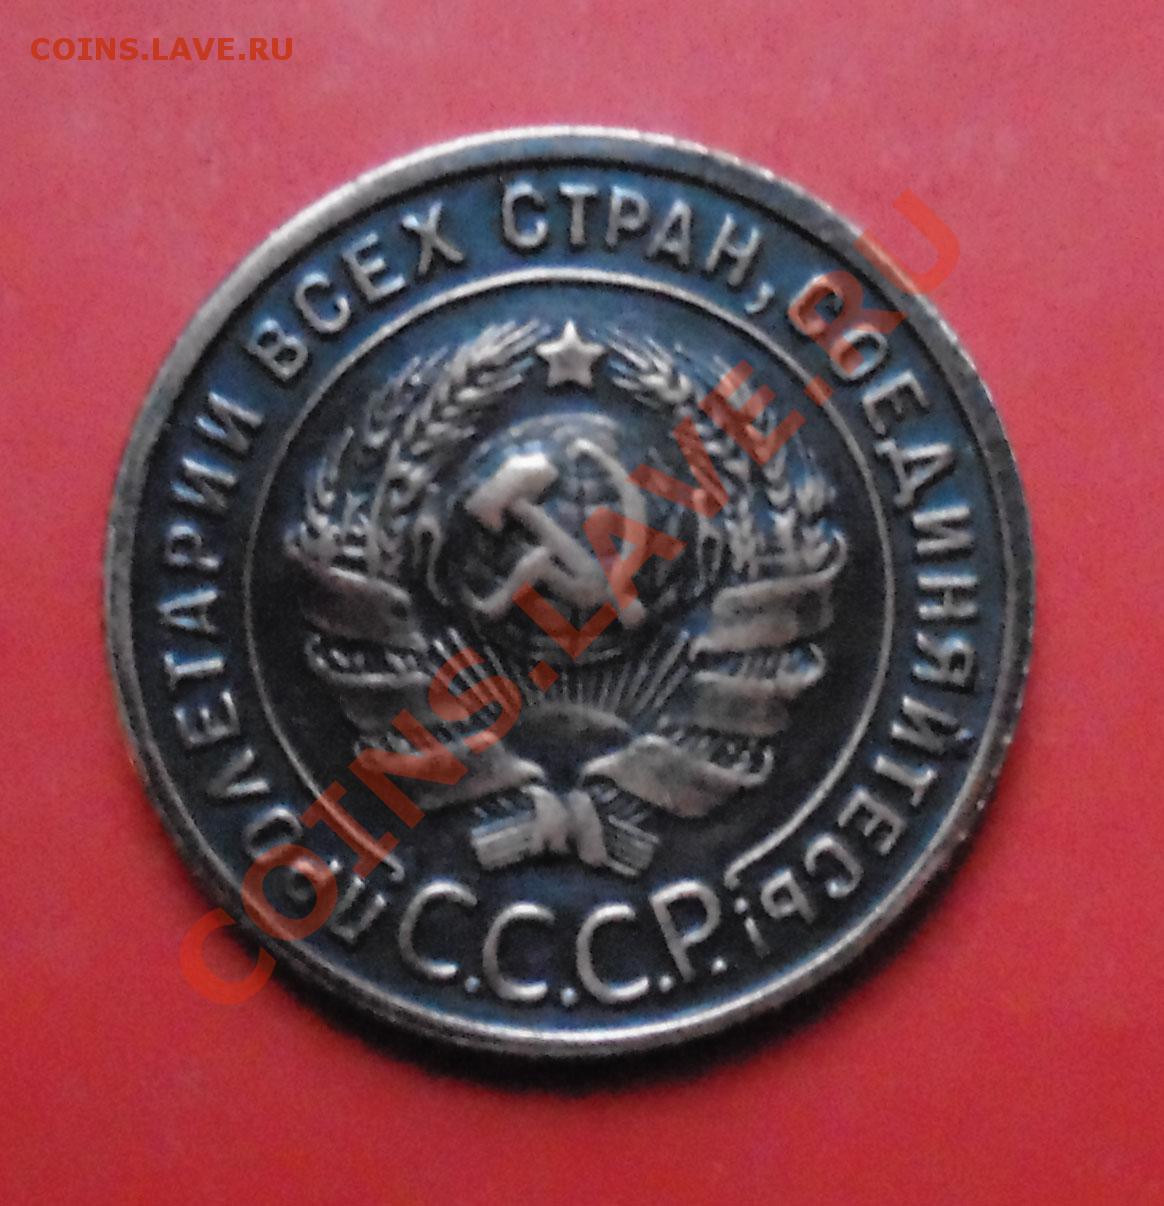 COINS.LAVE.RU
ПРОЛЕТАРИИ ВСЕХ СТРАН, СОЕДИНЯЙТЕСЬ!
С.С.С.Р.
COINS.LAVE.RU